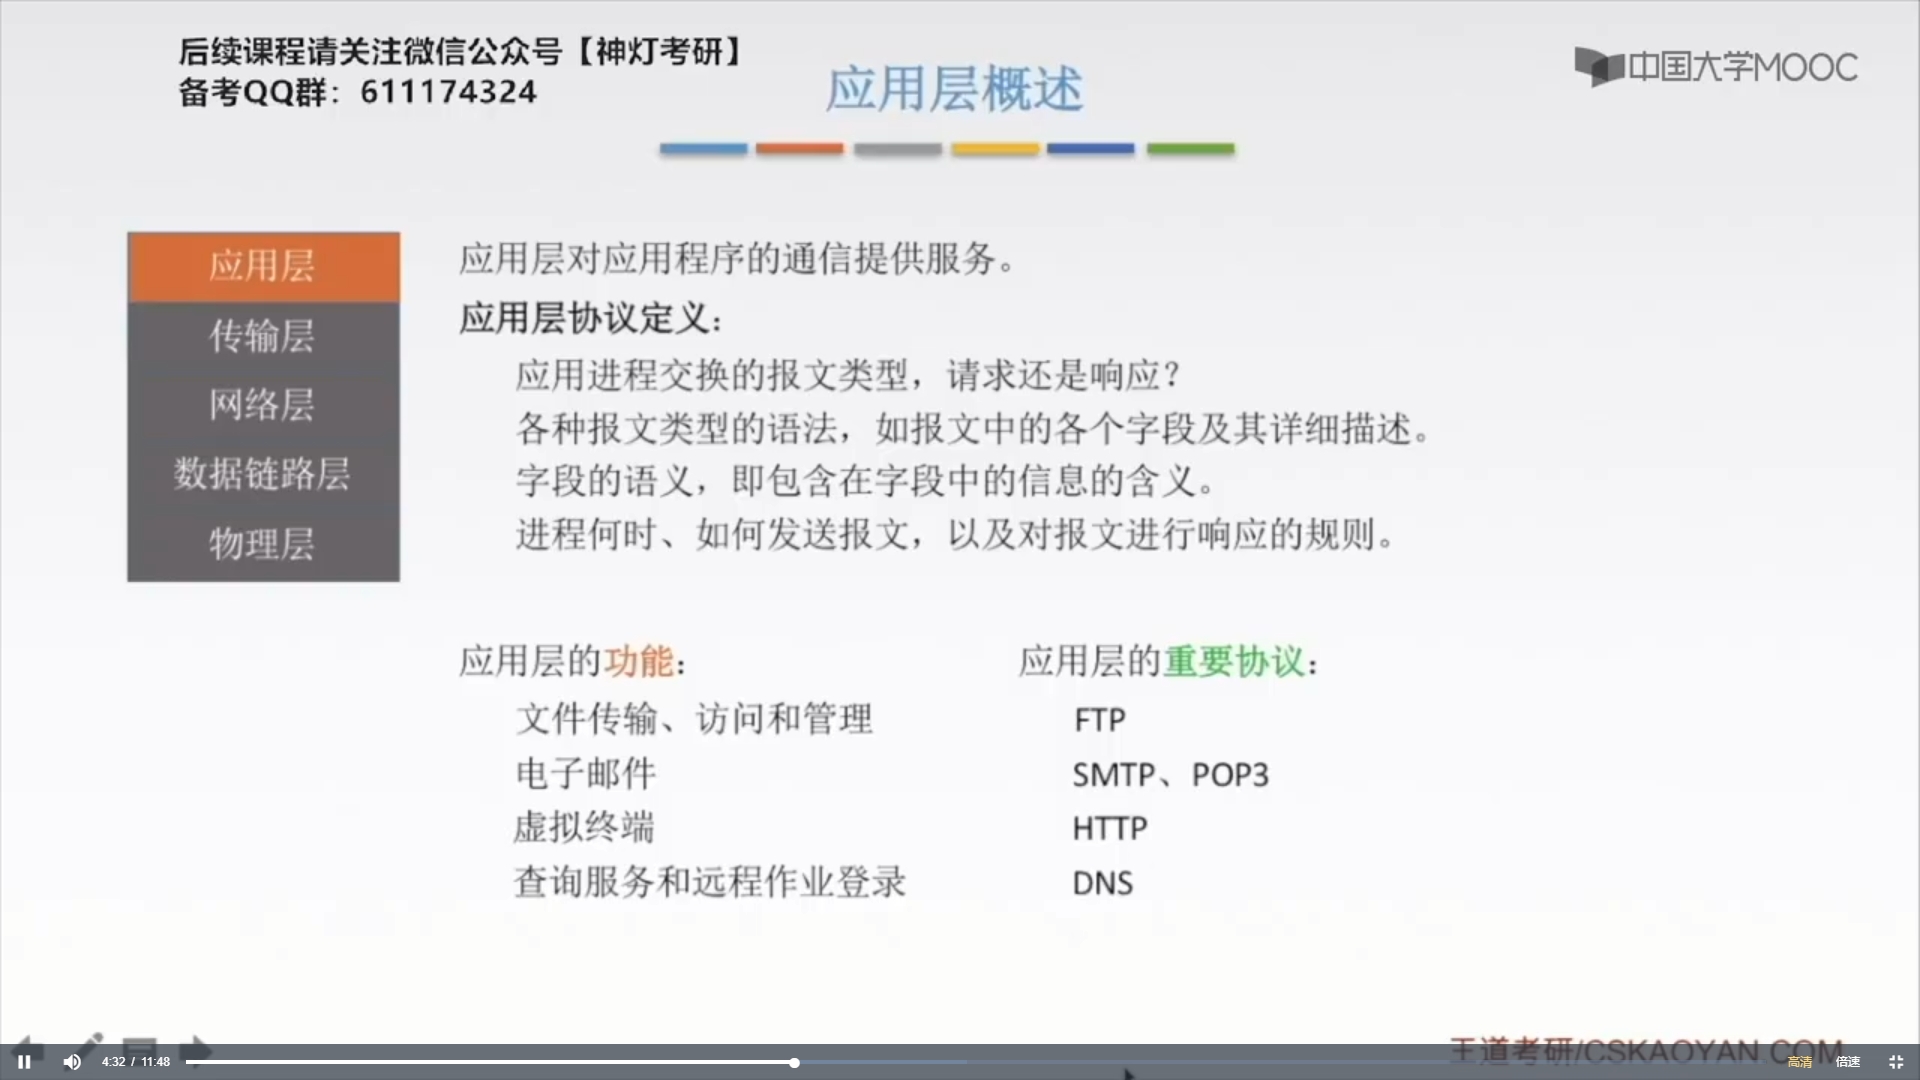 后续课程请关注微信公众号【神灯考研】
备考QQ群：611174324
中国大学MOOC
应用层概述
应用层
传输层
网络层
数据链路层
物理层
应用层对应用程序的通信提供服务。
应用层协议定义：
应用进程交换的报文类型，请求还是响应？
各种报文类型的语法，如报文中的各个字段及其详细描述。
字段的语义，即包含在字段中的信息的含义。
进程何时、如何发送报文，以及对报文进行响应的规则。
应用层的功能：
文件传输、访问和管理
电子邮件
虚拟终端
查询服务和远程作业登录
应用层的重要协议：
FTP
SMTP、POP3
HTTP
DNS
王道考研/CSKAOYAN.COM
4:32 / 11:48
高清
倍速